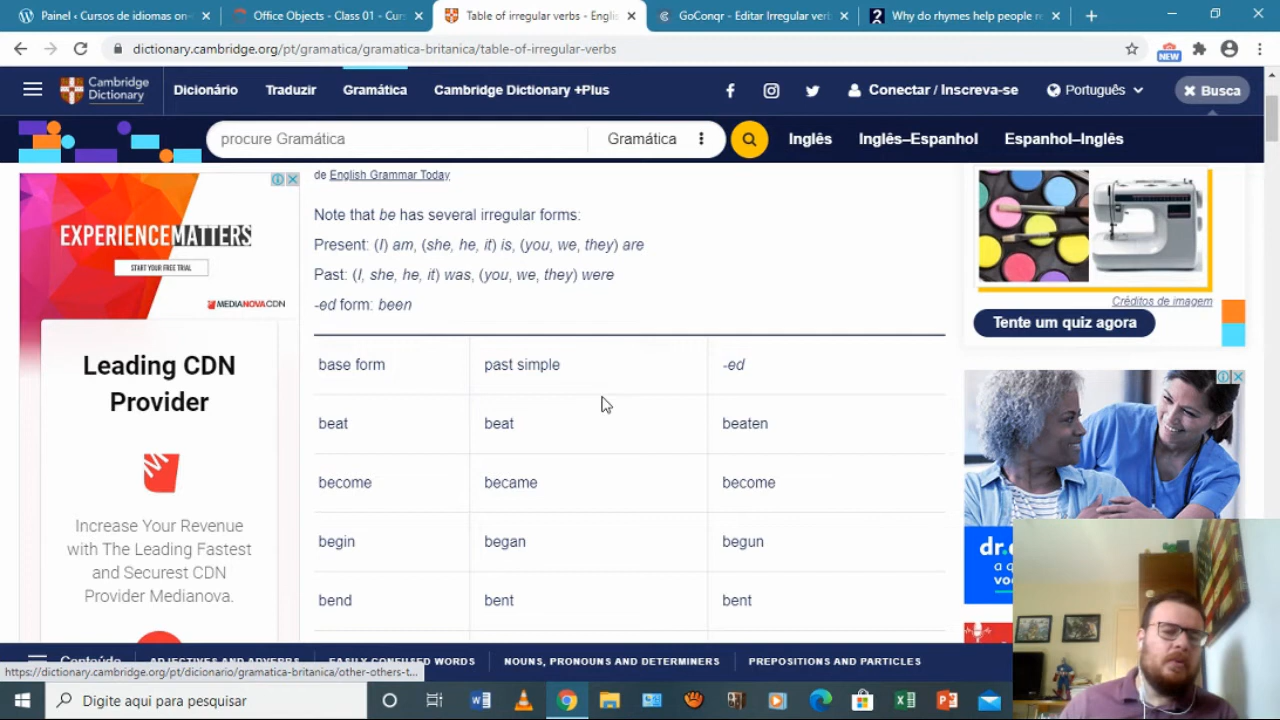 Painel ‹ Cursos de idiomas on-
Office Objects - Class 01 - Curs
Table of irregular verbs - Englis
GoConqr - Editar Irregular verb
Why do rhymes help people re
dictionary.cambridge.org/pt/gramatica/gramatica-britanica/table-of-irregular-verbs
NEW
Cambridge
Dictionary
Dicionário
Traduzir
Gramática
Cambridge Dictionary +Plus
Conectar / Inscreva-se
Português
Busca
procure Gramática
Gramática
Inglês
Inglês–Espanhol
Espanhol–Inglês
de English Grammar Today
Note that be has several irregular forms:
Present: (I) am, (she, he, it) is, (you, we, they) are
Past: (I, she, he, it) was, (you, we, they) were
-ed form: been
base form past simple -ed
beat beat beaten
become became become
begin began begun
bend bent bent
EXPERIENCEMATTERS
START YOUR FREE TRIAL
MEDIANOVACDN
Leading CDN
Provider
Increase Your Revenue
with The Leading Fastest
and Securest CDN
Provider Medianova.
Créditos de imagem
Tente um quiz agora
dr.
a q
voc
Conteúdo
ADJECTIVES AND ADVERBS
EASILY CONFUSED WORDS
NOUNS, PRONOUNS AND DETERMINERS
PREPOSITIONS AND PARTICLES
https://dictionary.cambridge.org/pt/dicionario/gramatica-britanica/other-others-t...
Digite aqui para pesquisar